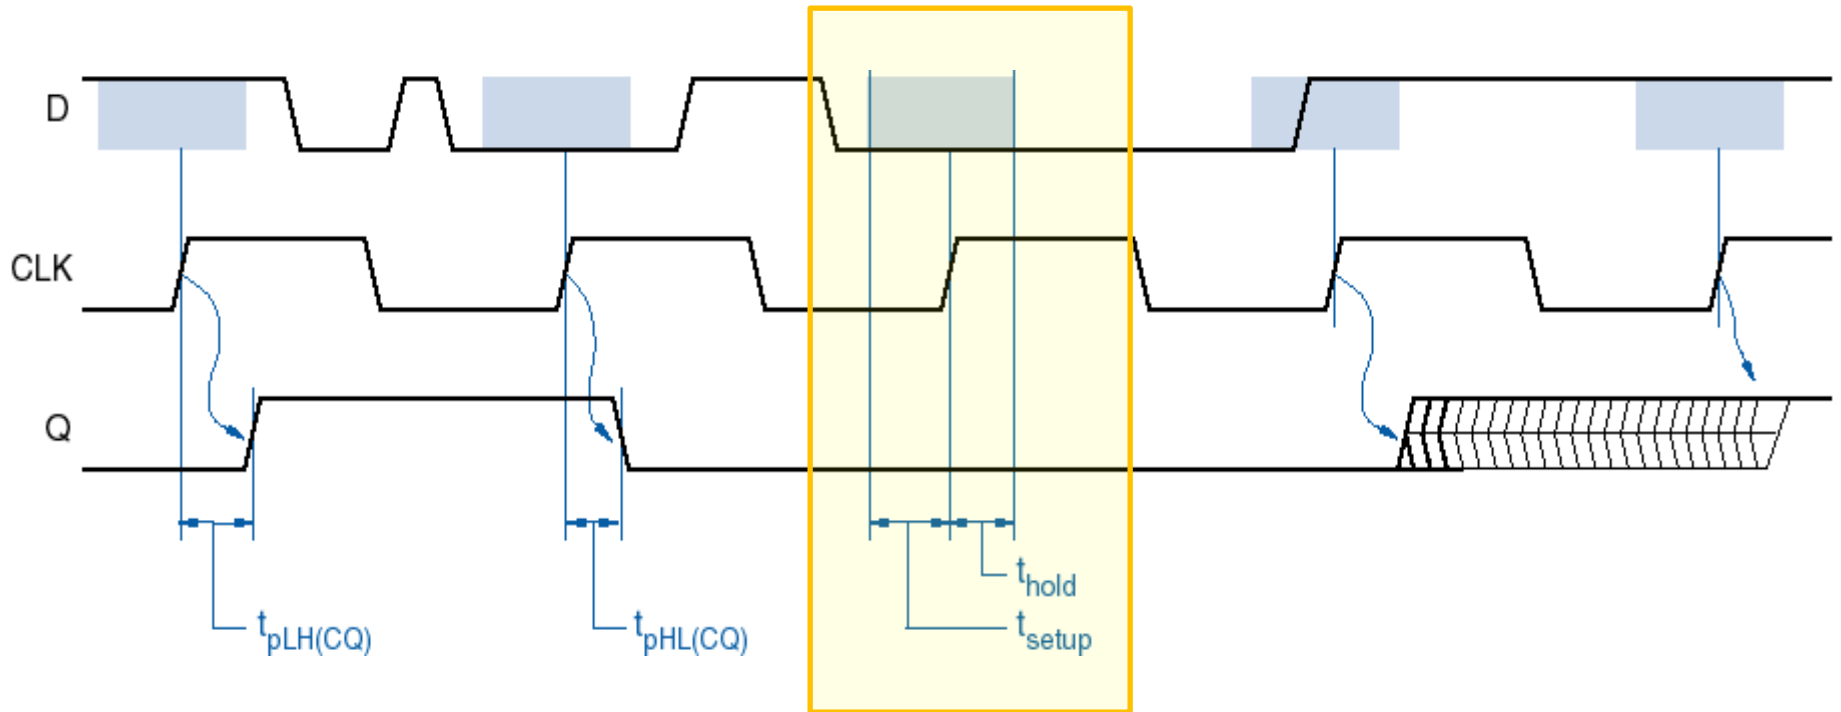 D
CLK
Q
thold
tpLH(CQ)
tpHL(CQ)
tsetup